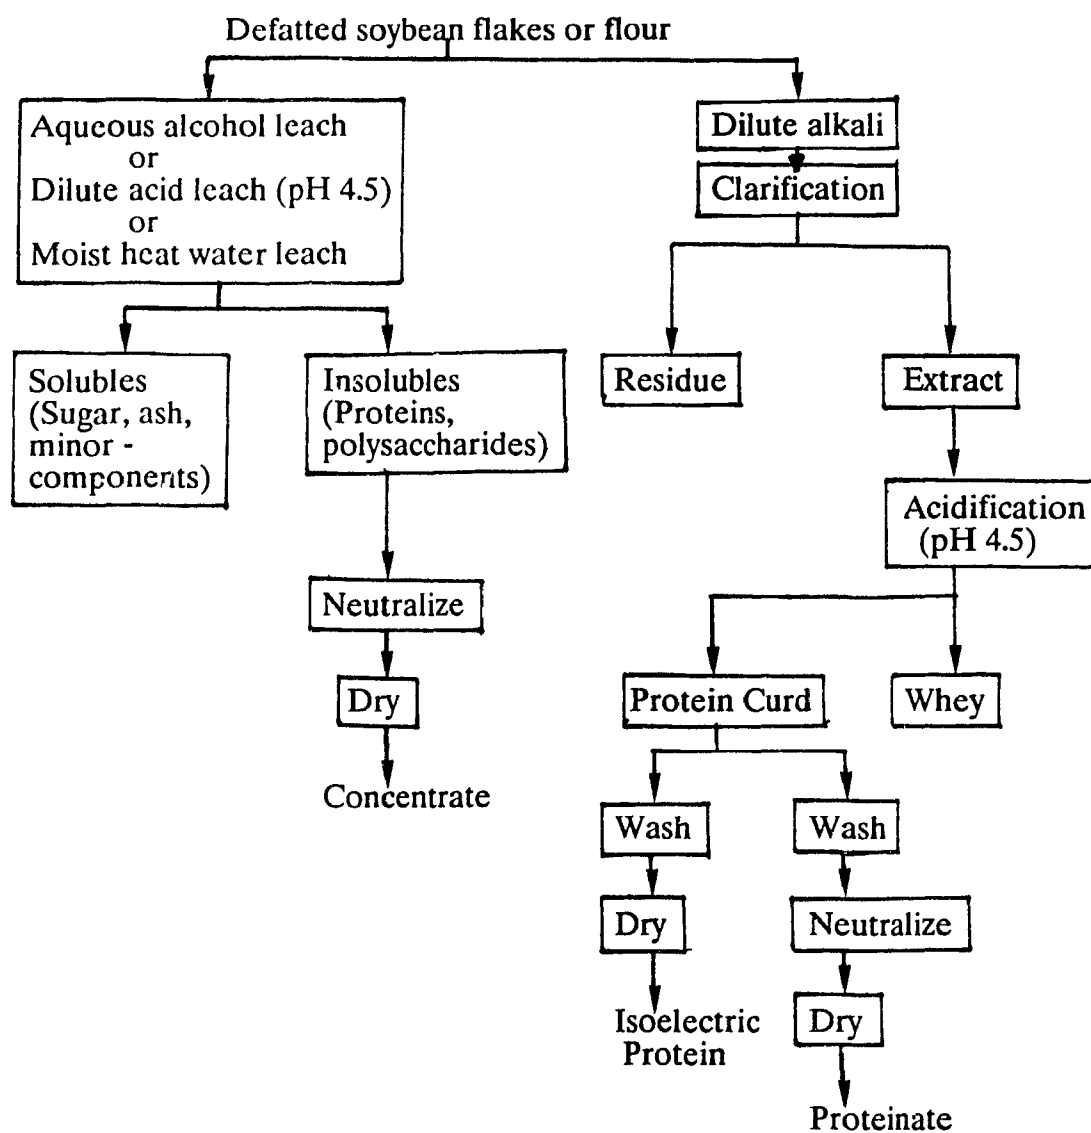 Defatted soybean flakes or flour
Aqueous alcohol leach
or
Dilute acid leach (pH 4.5)
or
Moist heat water leach
Solubles
(Sugar, ash,
minor -
components)
Insolubles
(Proteins,
polysaccharides)
Neutralize
Dry
Concentrate
Dilute alkali
Clarification
Residue
Extract
Acidification
(pH 4.5)
Protein Curd
Whey
Wash
Dry
Isoelectric
Protein
Wash
Neutralize
Dry
Proteinate